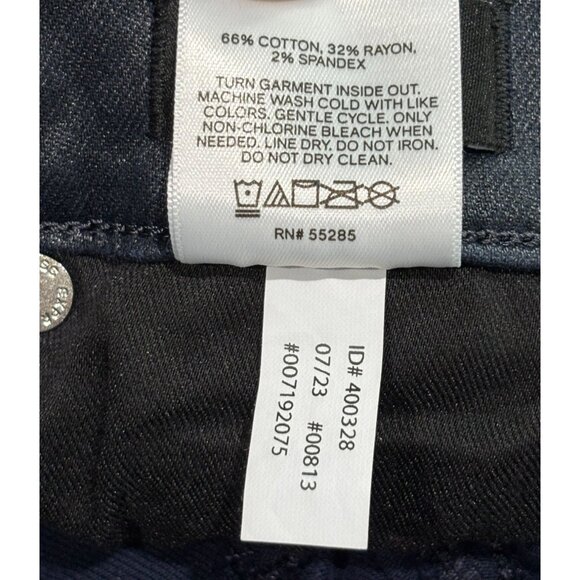 66% COTTON, 32% RAYON,
2% SPANDEX
TURN GARMENT INSIDE OUT.
MACHINE WASH COLD WITH LIKE
COLORS. GENTLE CYCLE. ONLY
NON-CHLORINE BLEACH WHEN
NEEDED. LINE DRY. DO NOT IRON.
DO NOT DRY CLEAN.
RN# 55285
ID# 400328
07/23 #00813
#007192075